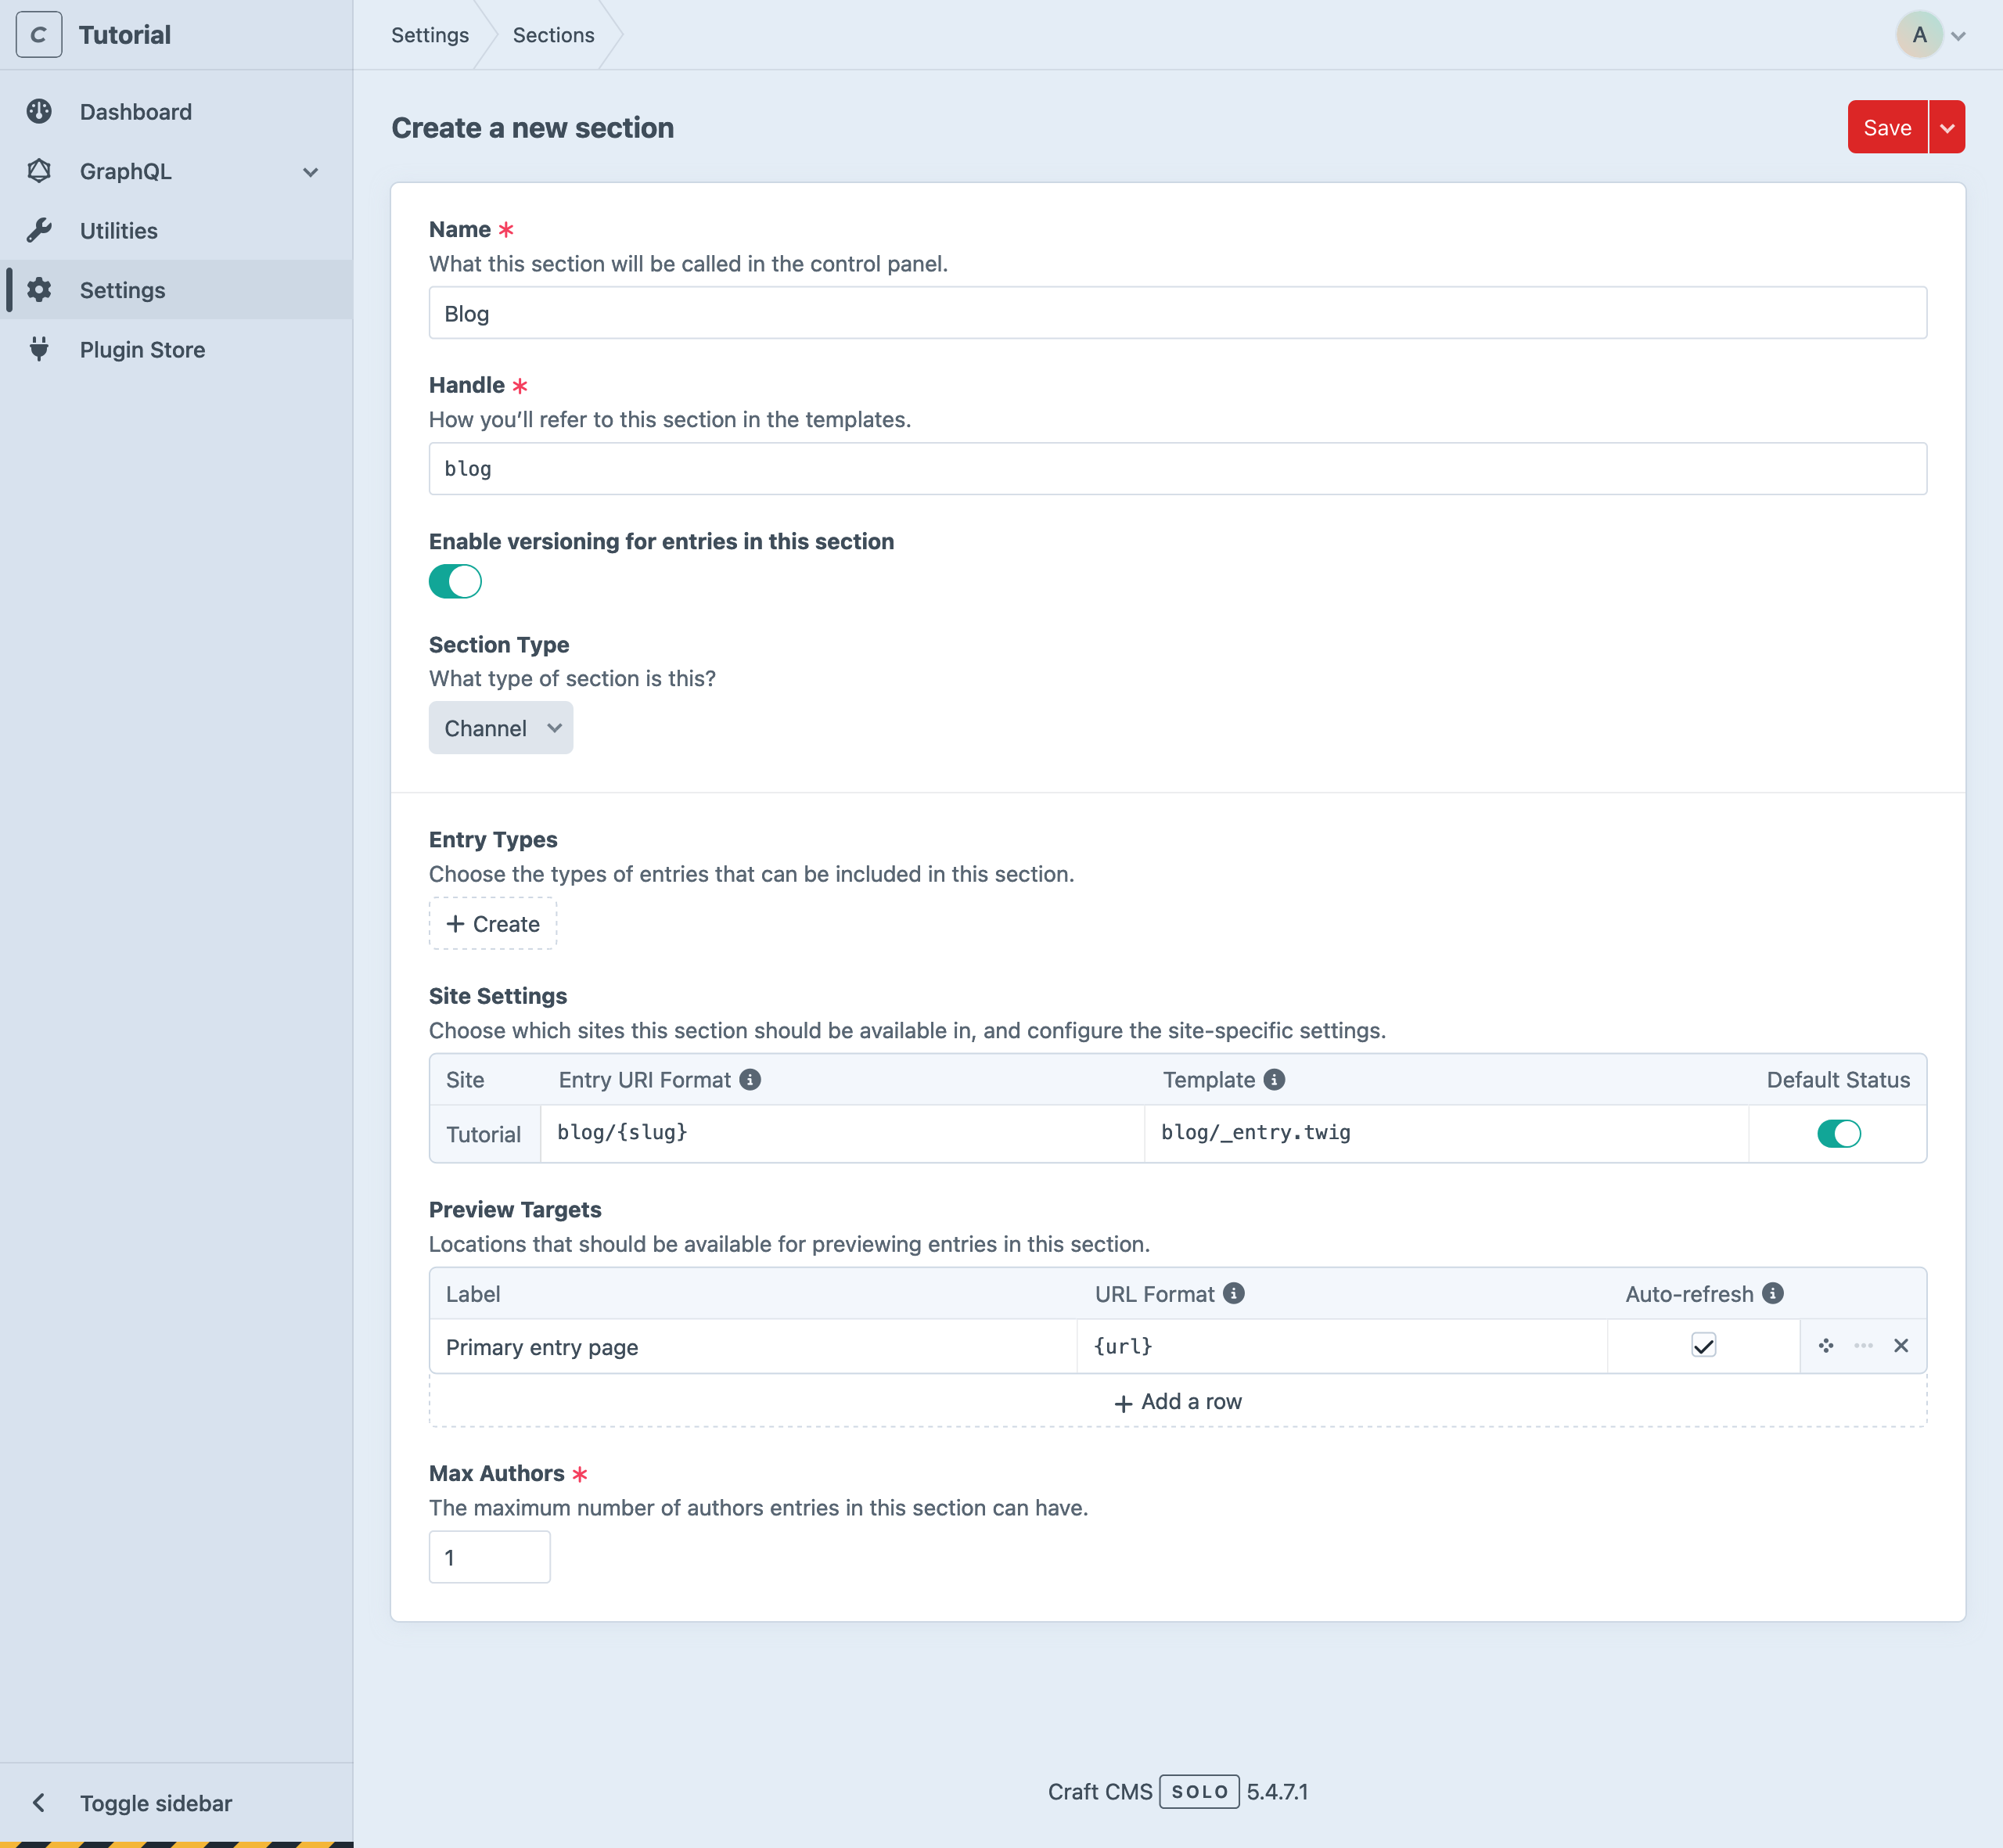 C Tutorial
Settings Sections
A
Dashboard
GraphQL
Utilities
Settings
Plugin Store
Create a new section
Save
Name *
What this section will be called in the control panel.
Blog
Handle *
How you’ll refer to this section in the templates.
blog
Enable versioning for entries in this section
Section Type
What type of section is this?
Channel
Entry Types
Choose the types of entries that can be included in this section.
+ Create
Site Settings
Choose which sites this section should be available in, and configure the site-specific settings.
Site Entry URI Format Template Default Status
Tutorial blog/{slug} blog/_entry.twig
Preview Targets
Locations that should be available for previewing entries in this section.
Label URL Format Auto-refresh
Primary entry page {url}
+ Add a row
Max Authors *
The maximum number of authors entries in this section can have.
1
Toggle sidebar
Craft CMS SOLO 5.4.7.1